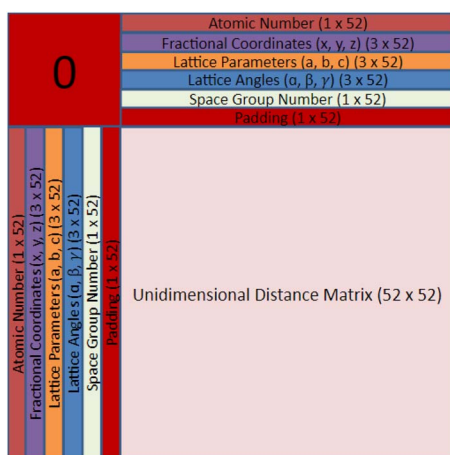 0
Atomic Number (1 x 52)
Fractional Coordinates (x, y, z) (3 x 52)
Lattice Parameters (a, b, c) (3 x 52)
Lattice Angles (α, β, γ) (3 x 52)
Space Group Number (1 x 52)
Padding (1 x 52)
Atomic Number (1 x 52)
Fractional Coordinates (x, y, z) (3 x 52)
Lattice Parameters (a, b, c) (3 x 52)
Lattice Angles (α, β, γ) (3 x 52)
Space Group Number (1 x 52)
Padding (1 x 52)
Unidimensional Distance Matrix (52 x 52)